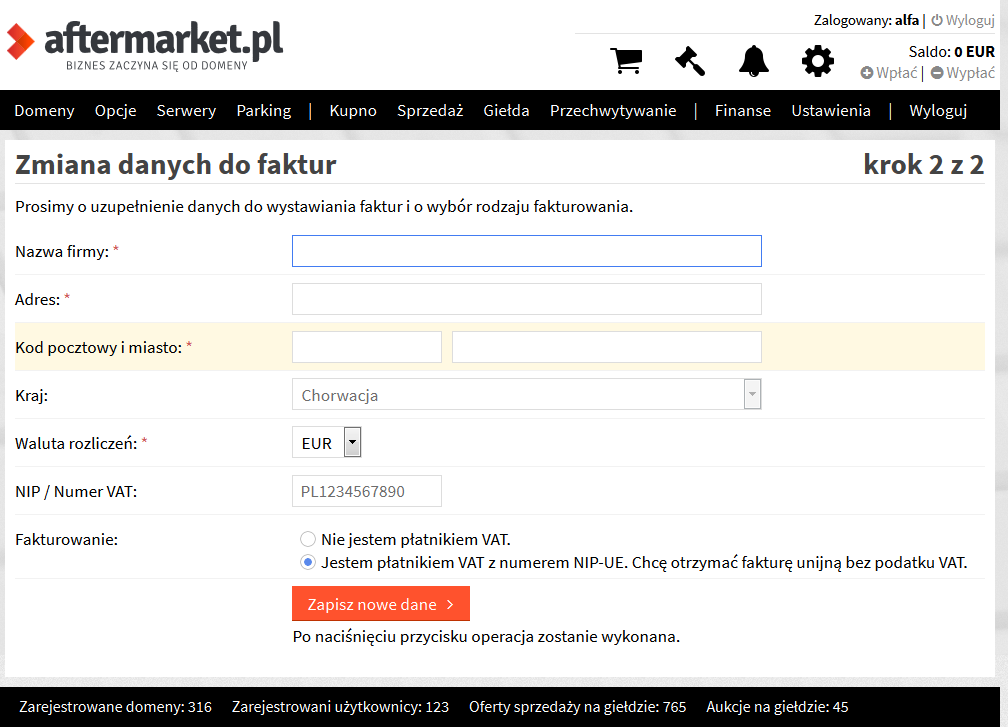 Zalogowany: alfa | Wyloguj
aftermarket.pl
BIZNES ZACZYNA SIĘ OD DOMENY
Saldo: 0 EUR
Wpłać | Wypłać
Domeny Opcje Serwery Parking | Kupno Sprzedaż Giełda Przechwytywanie | Finanse Ustawienia | Wyloguj
Zmiana danych do faktur krok 2 z 2
Prosimy o uzupełnienie danych do wystawiania faktur i o wybór rodzaju fakturowania.
Nazwa firmy: *
Adres: *
Kod pocztowy i miasto: *
Kraj: Chorwacja
Waluta rozliczeń: * EUR
NIP / Numer VAT: PL1234567890
Fakturowanie: Nie jestem płatnikiem VAT.
Jestem płatnikiem VAT z numerem NIP-UE. Chcę otrzymać fakturę unijną bez podatku VAT.
Zapisz nowe dane >
Po naciśnięciu przycisku operacja zostanie wykonana.
Zarejestrowane domeny: 316 Zarejestrowani użytkownicy: 123 Oferty sprzedaży na giełdzie: 765 Aukcje na giełdzie: 45